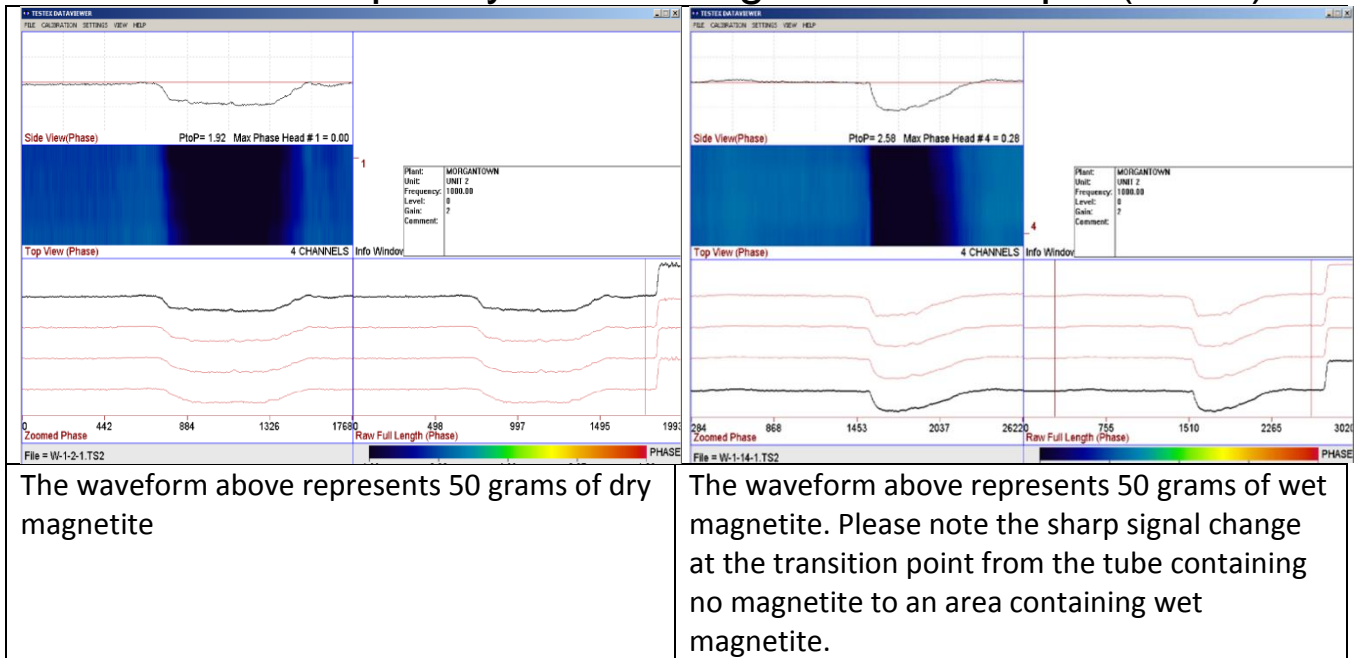 TESTEX DATAVIEWER
FILE CALIBRATION SETTINGS VIEW HELP
Side View(Phase) PtoP= 1.92 Max Phase Head # 1 = 0.00
1
Plant: MORGANTOWN
Unit: UNIT 2
Frequency: 1000.00
Level: 0
Gain: 2
Comment:
Top View (Phase) 4 CHANNELS Info Window
0 442 884 1326 1768 0 498 997 1495 1993
Zoomed Phase Raw Full Length (Phase)
File = W-1-2-1.TS2 PHASE
The waveform above represents 50 grams of dry
magnetite
TESTEX DATAVIEWER
FILE CALIBRATION SETTINGS VIEW HELP
Side View(Phase) PtoP= 2.58 Max Phase Head # 4 = 0.28
4
Plant: MORGANTOWN
Unit: UNIT 2
Frequency: 1000.00
Level: 0
Gain: 2
Comment:
Top View (Phase) 4 CHANNELS Info Window
284 868 1453 2037 2622 0 755 1510 2265 3020
Zoomed Phase Raw Full Length (Phase)
File = W-1-14-1.TS2 PHASE
The waveform above represents 50 grams of wet
magnetite. Please note the sharp signal change
at the transition point from the tube containing
no magnetite to an area containing wet
magnetite.